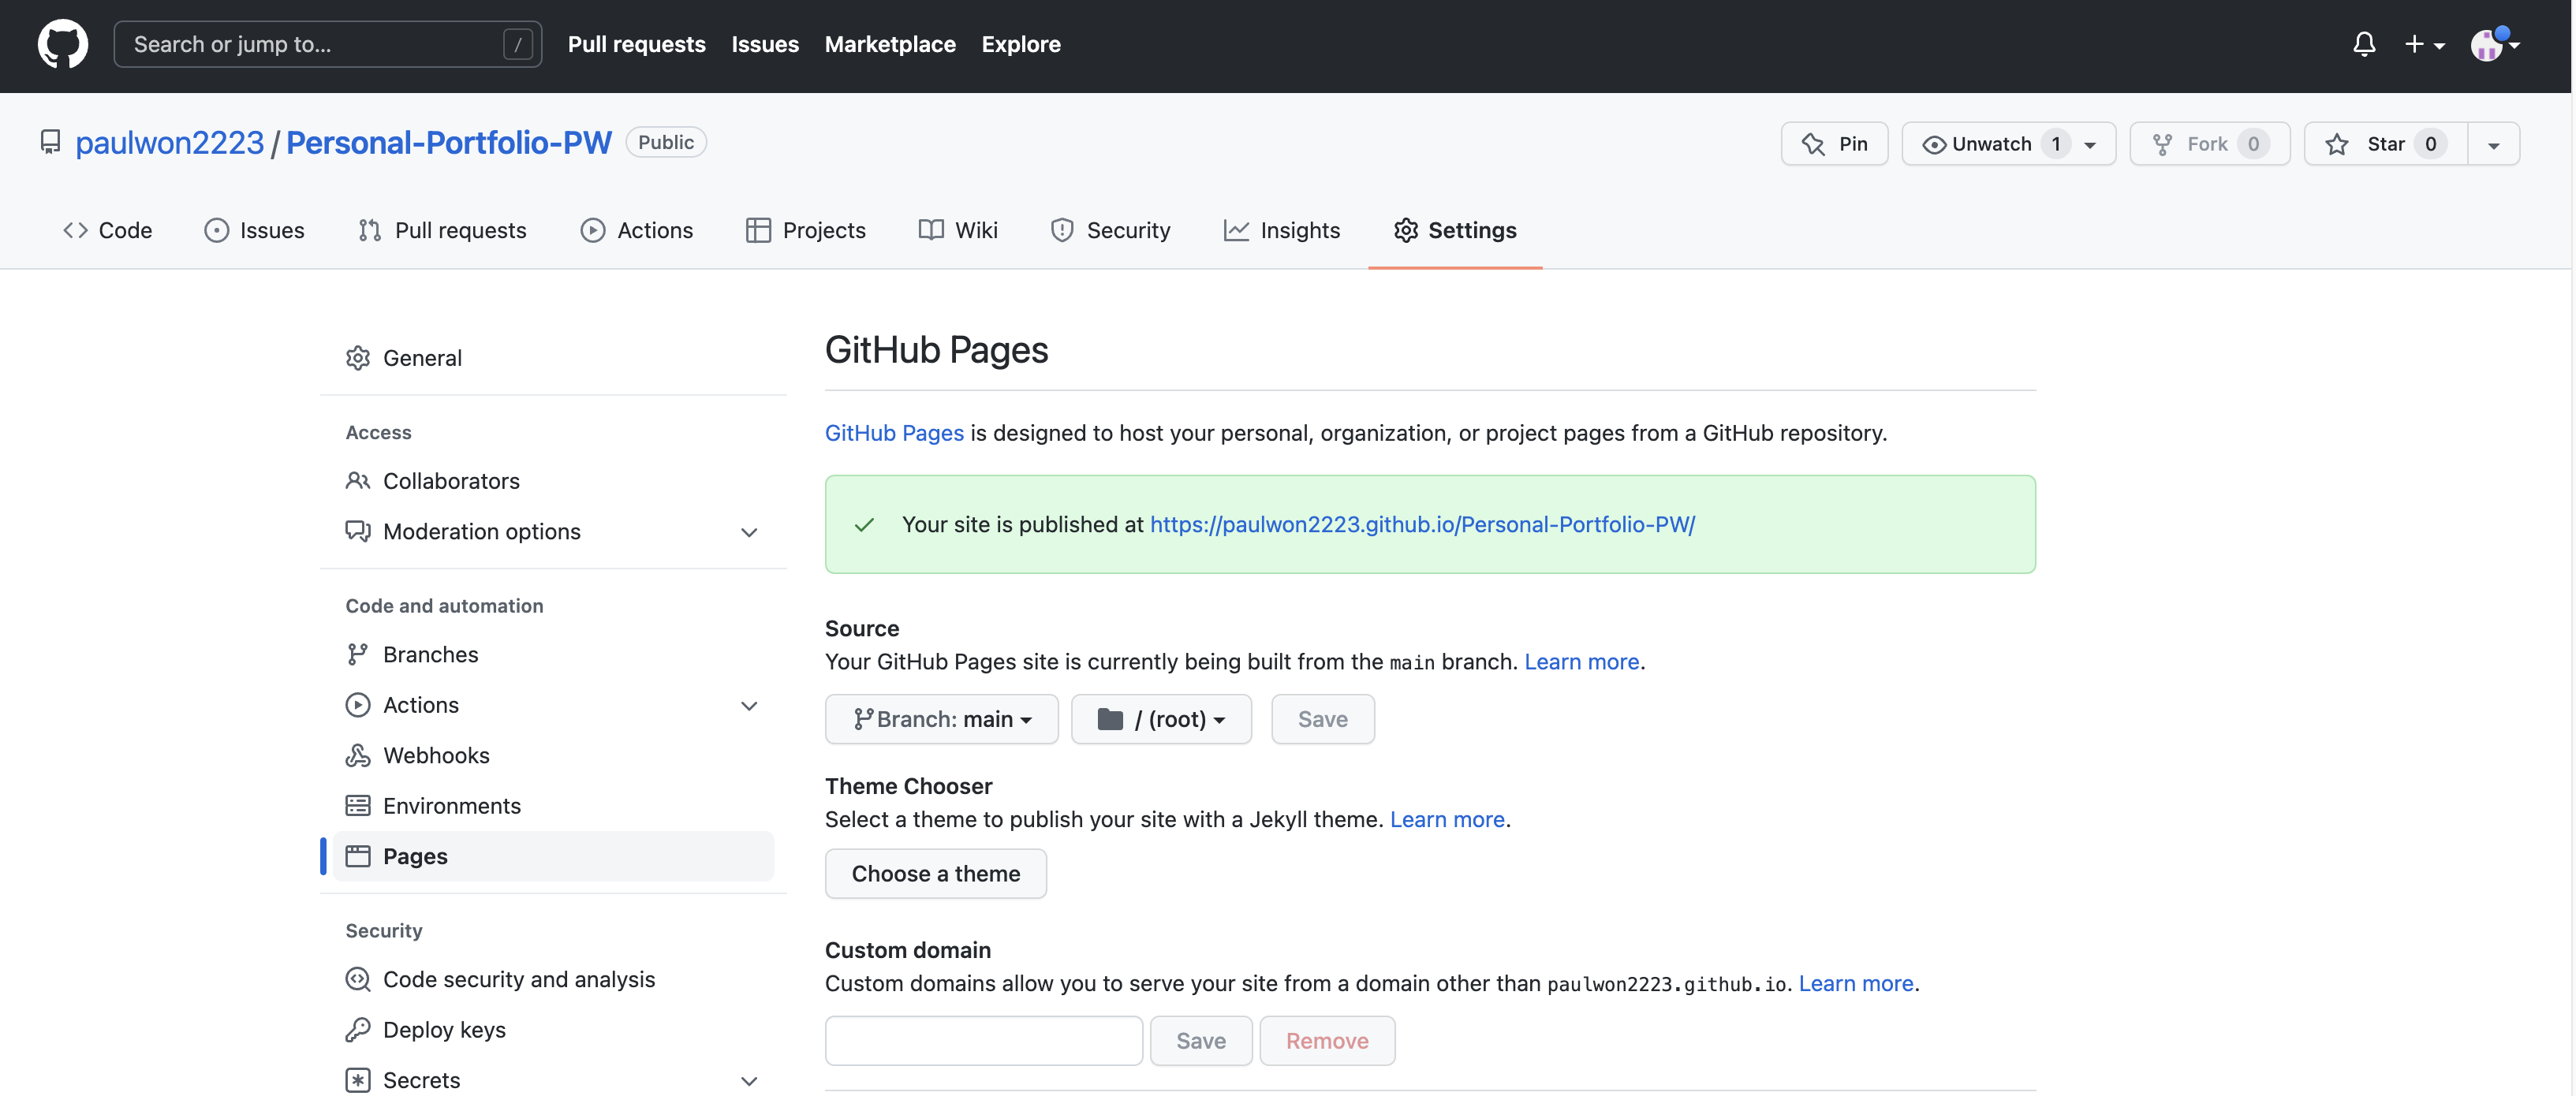 Search or jump to... / Pull requests Issues Marketplace Explore
paulwon2223 / Personal-Portfolio-PW Public Pin Unwatch 1 Fork 0 Star 0
Code Issues Pull requests Actions Projects Wiki Security Insights Settings
General
Access
Collaborators
Moderation options
Code and automation
Branches
Actions
Webhooks
Environments
Pages
Security
Code security and analysis
Deploy keys
Secrets
GitHub Pages
GitHub Pages is designed to host your personal, organization, or project pages from a GitHub repository.
Your site is published at https://paulwon2223.github.io/Personal-Portfolio-PW/
Source
Your GitHub Pages site is currently being built from the main branch. Learn more.
Branch: main / (root) Save
Theme Chooser
Select a theme to publish your site with a Jekyll theme. Learn more.
Choose a theme
Custom domain
Custom domains allow you to serve your site from a domain other than paulwon2223.github.io. Learn more.
Save Remove